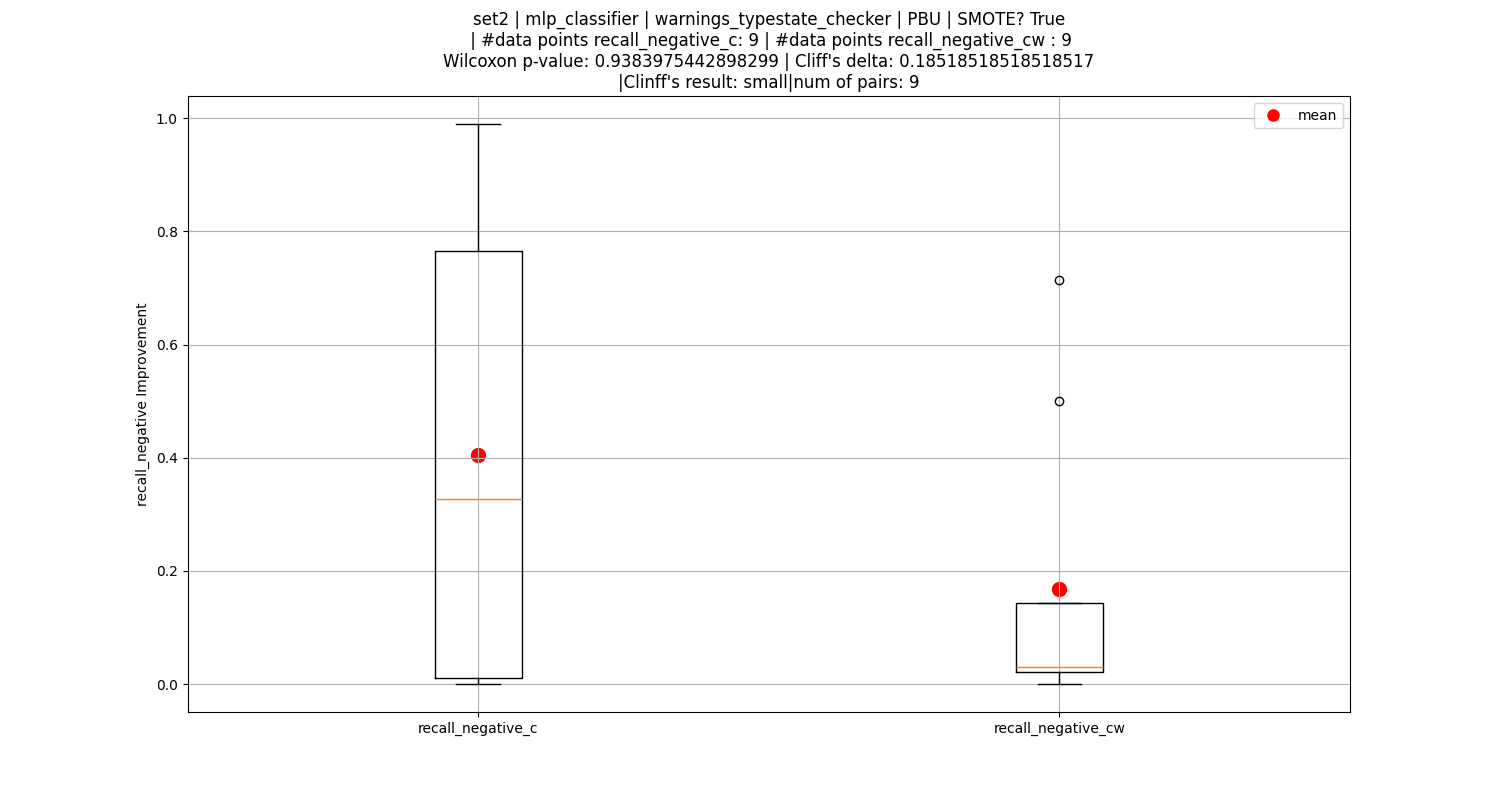 set2 | mlp_classifier | warnings_typestate_checker | PBU | SMOTE? True
| #data points recall_negative_c: 9 | #data points recall_negative_cw : 9
Wilcoxon p-value: 0.9383975442898299 | Cliff's delta: 0.18518518518518517
|Clinff's result: small|num of pairs: 9
mean
1.0
0.8
0.6
0.4
0.2
0.0
recall_negative Improvement
recall_negative_c
recall_negative_cw